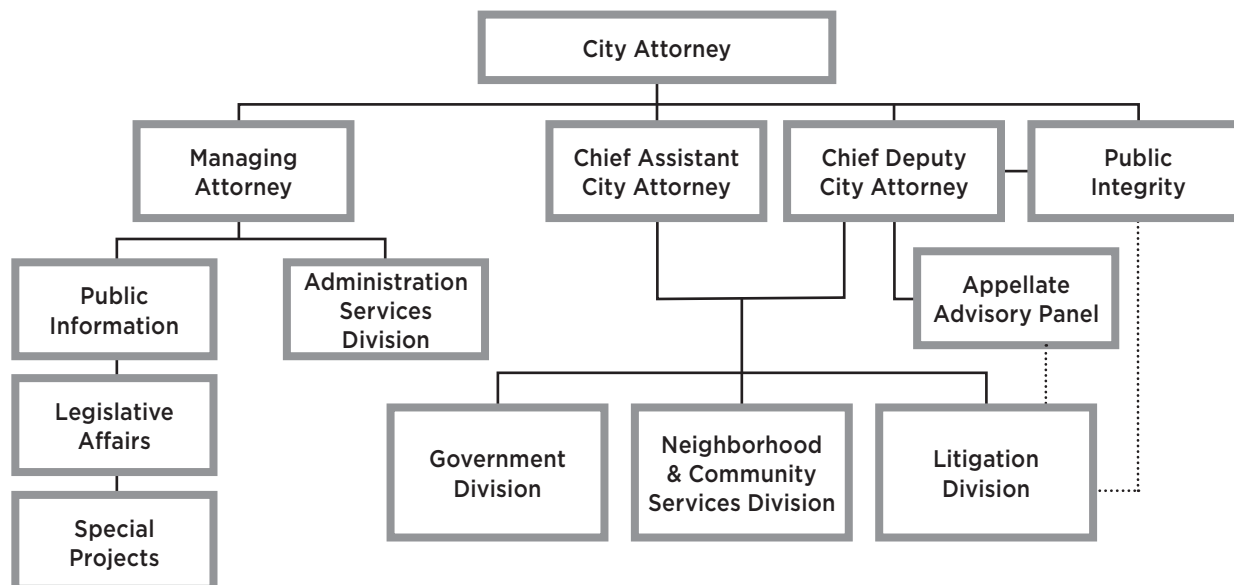 City Attorney
Managing
Attorney
Chief Assistant
City Attorney
Chief Deputy
City Attorney
Public
Integrity
Public
Information
Administration
Services
Division
Appellate
Advisory Panel
Legislative
Affairs
Government
Division
Neighborhood
& Community
Services Division
Litigation
Division
Special
Projects